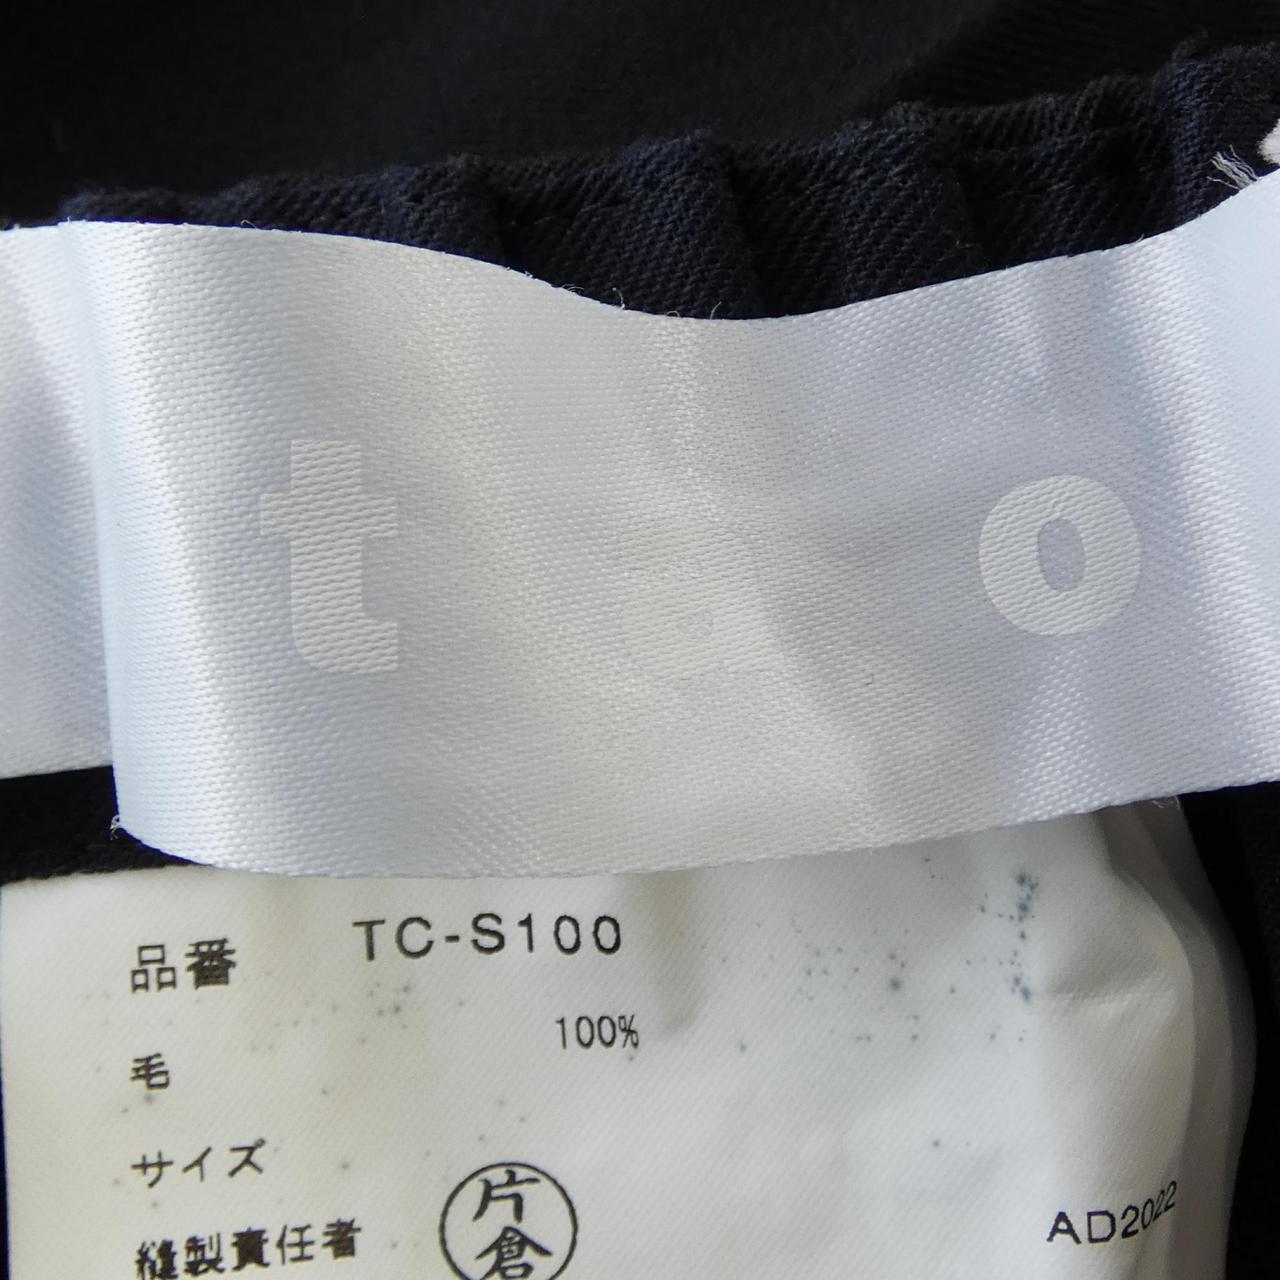 t a o
品番 TC-S100
毛 100%
サイズ
縫製責任者
片倉
AD2022